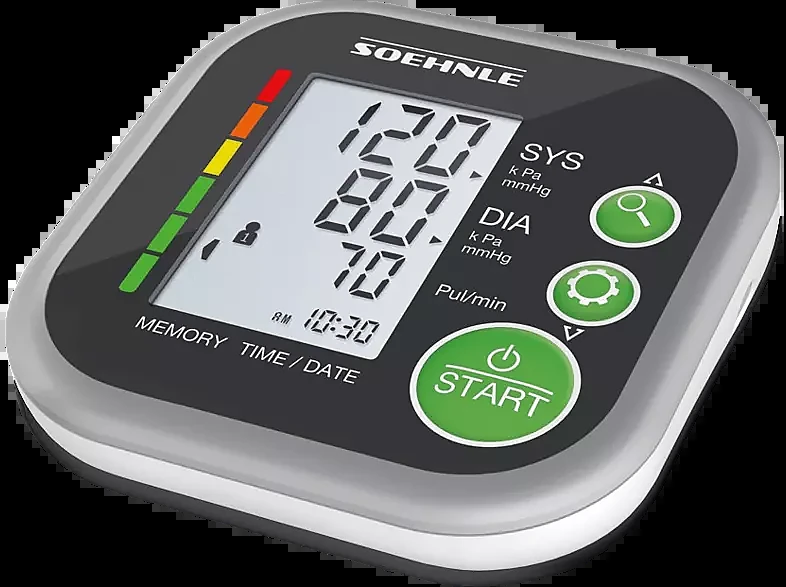 SOEHNLE
120
SYS
k Pa
mmHg
80
DIA
k Pa
mmHg
70
Pul/min
1
AM 10:30
MEMORY TIME / DATE
START